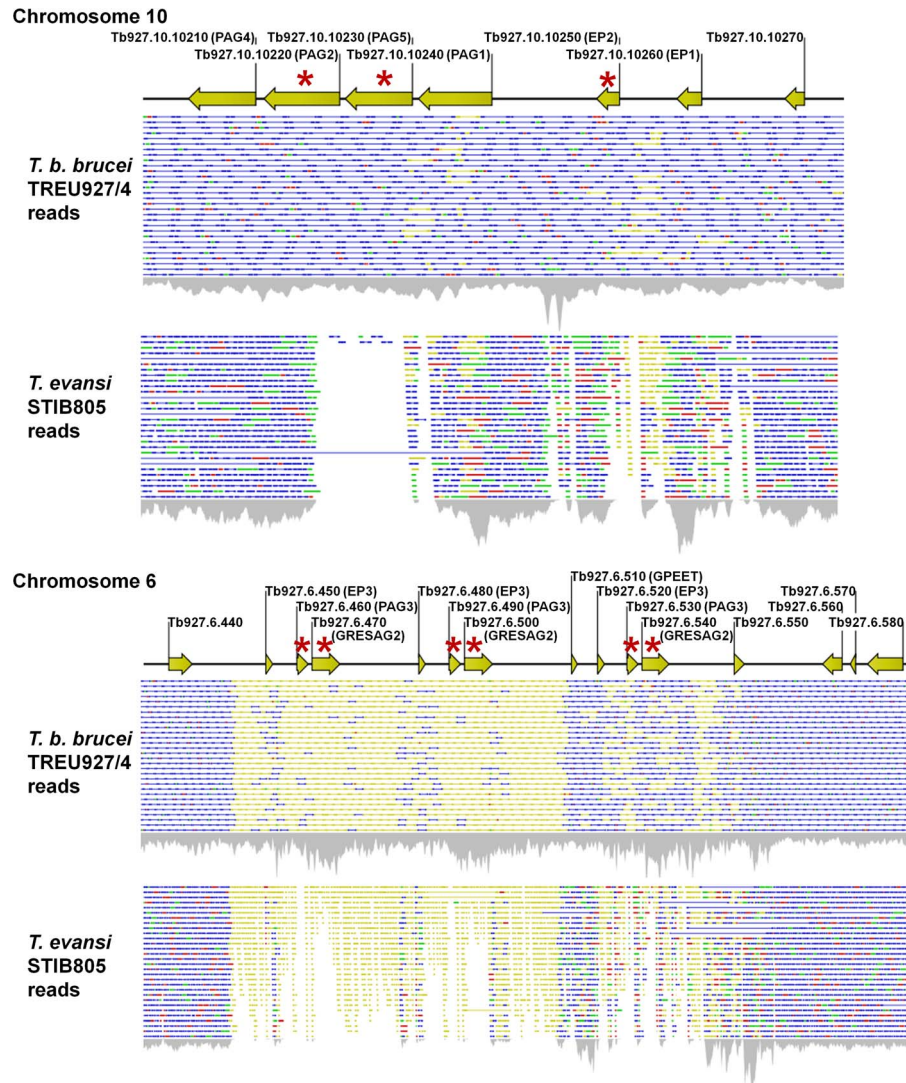 Chromosome 10
Tb927.10.10210 (PAG4) Tb927.10.10230 (PAG5) Tb927.10.10250 (EP2) Tb927.10.10270
Tb927.10.10220 (PAG2) Tb927.10.10240 (PAG1) Tb927.10.10260 (EP1)
* * *
T. b. brucei
TREU927/4
reads
T. evansi
STIB805
reads
Chromosome 6
Tb927.6.510 (GPEET)
Tb927.6.450 (EP3) Tb927.6.480 (EP3) Tb927.6.520 (EP3) Tb927.6.570
Tb927.6.460 (PAG3) Tb927.6.490 (PAG3) Tb927.6.530 (PAG3) Tb927.6.560
Tb927.6.440 Tb927.6.470 Tb927.6.500 Tb927.6.540 Tb927.6.550 Tb927.6.580
(GRESAG2) (GRESAG2) (GRESAG2)
* * * * * *
T. b. brucei
TREU927/4
reads
T. evansi
STIB805
reads